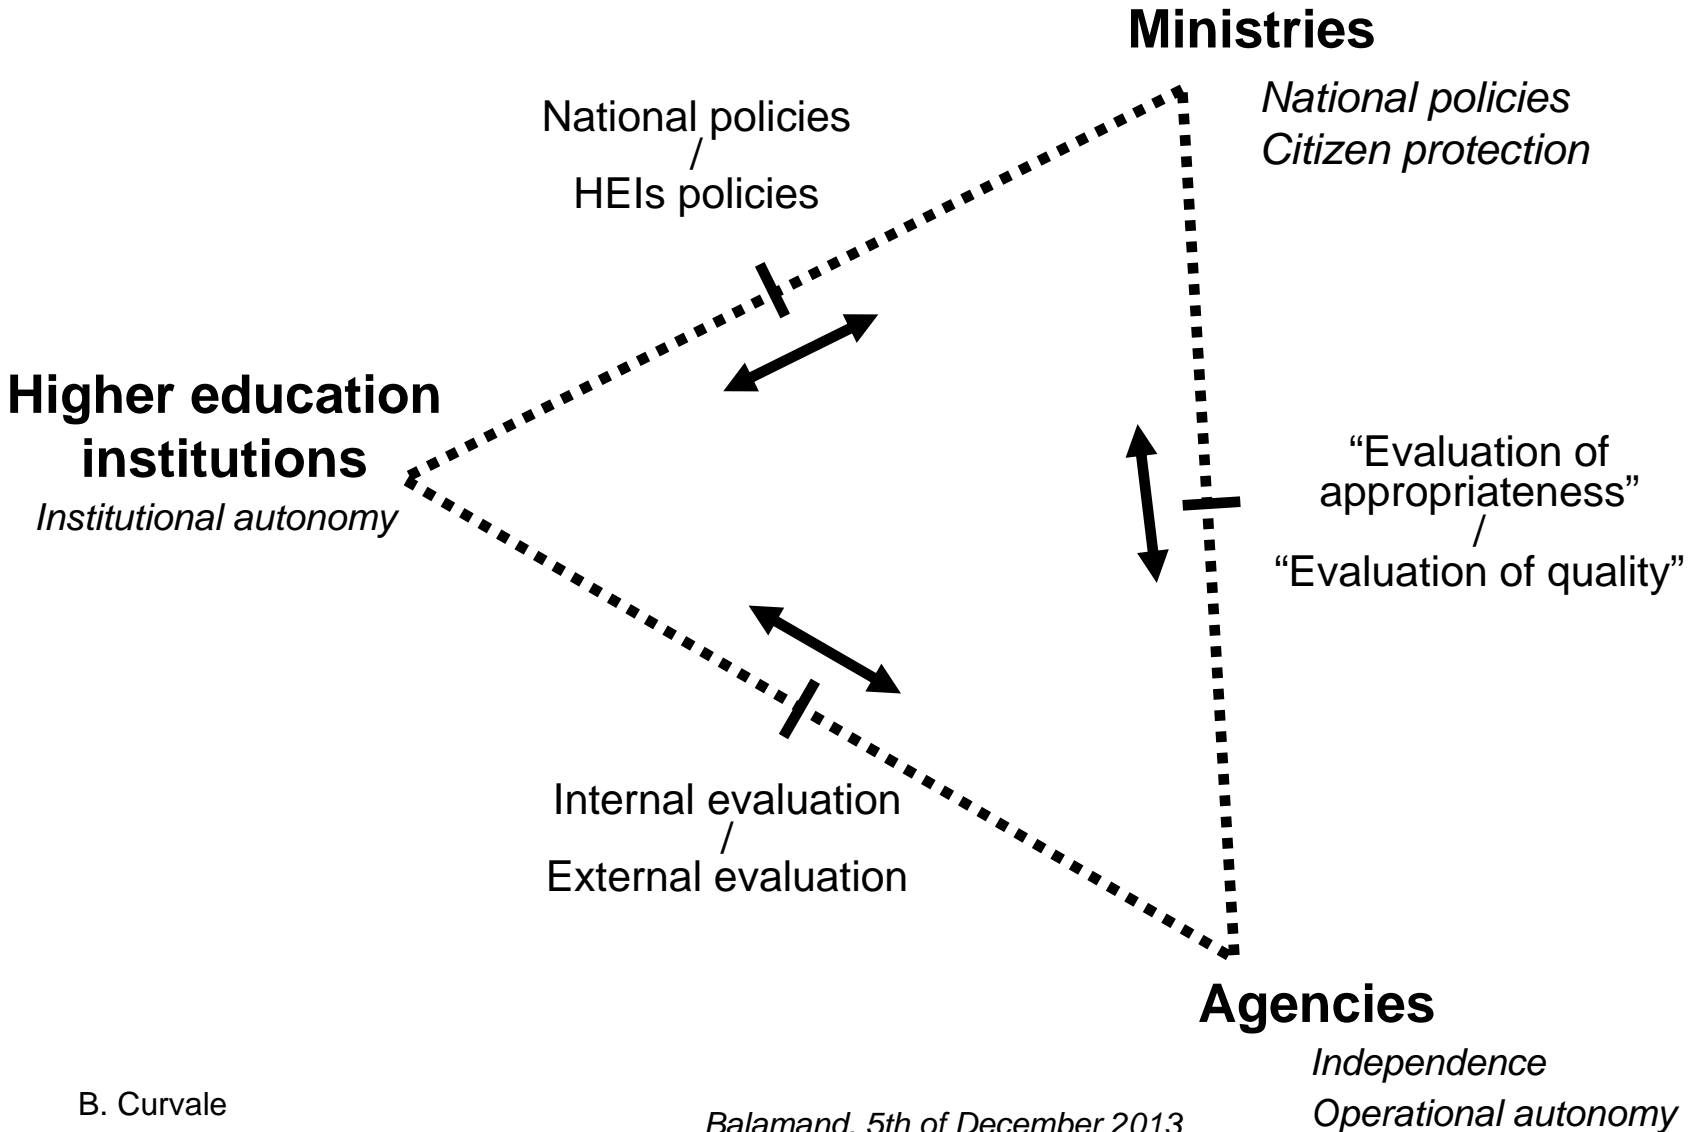 Ministries
National policies
Citizen protection
National policies
/
HEIs policies
Higher education
institutions
Institutional autonomy
“Evaluation of
appropriateness”
/
“Evaluation of quality”
Internal evaluation
/
External evaluation
Agencies
Independence
Operational autonomy
B. Curvale
Balamand, 5th of December 2013